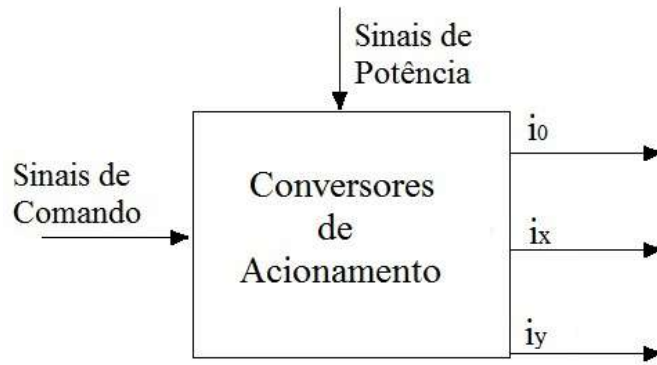 Sinais de
Potência
i0
Sinais de
Comando
Conversores
de
Acionamento
ix
iy